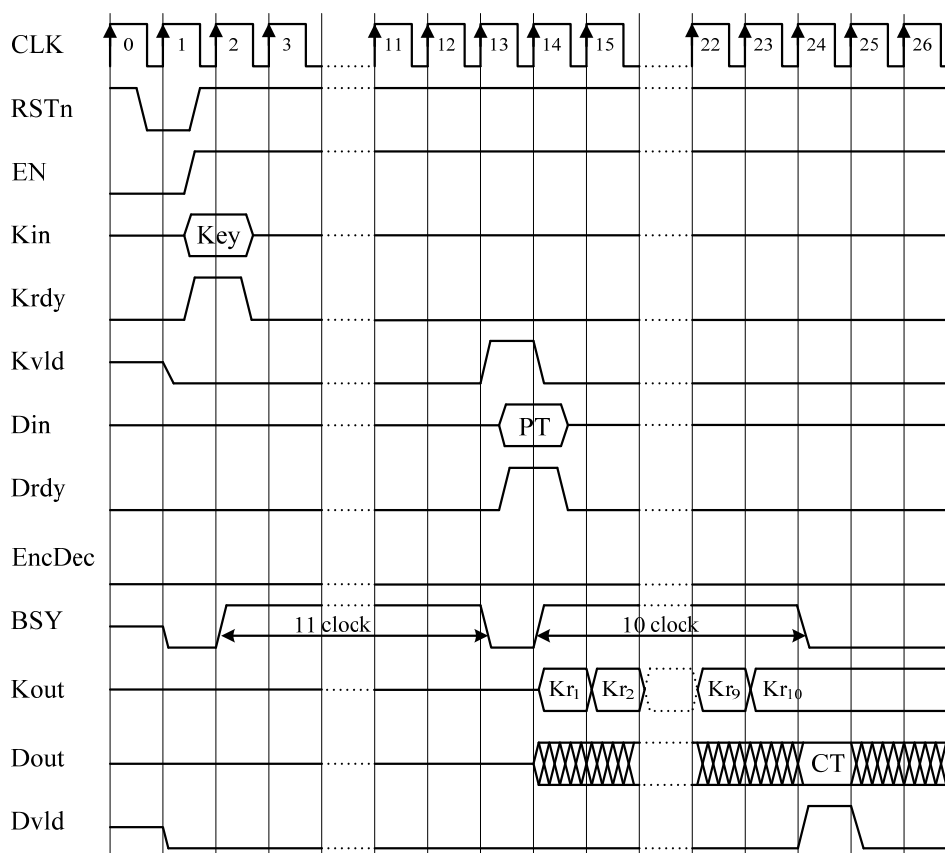 CLK 0 1 2 3 11 12 13 14 15 22 23 24 25 26
RSTn
EN
Kin Key
Krdy
Kvld
Din PT
Drdy
EncDec
BSY 11 clock 10 clock
Kout Kr1 Kr2 Kr9 Kr10
Dout CT
Dvld